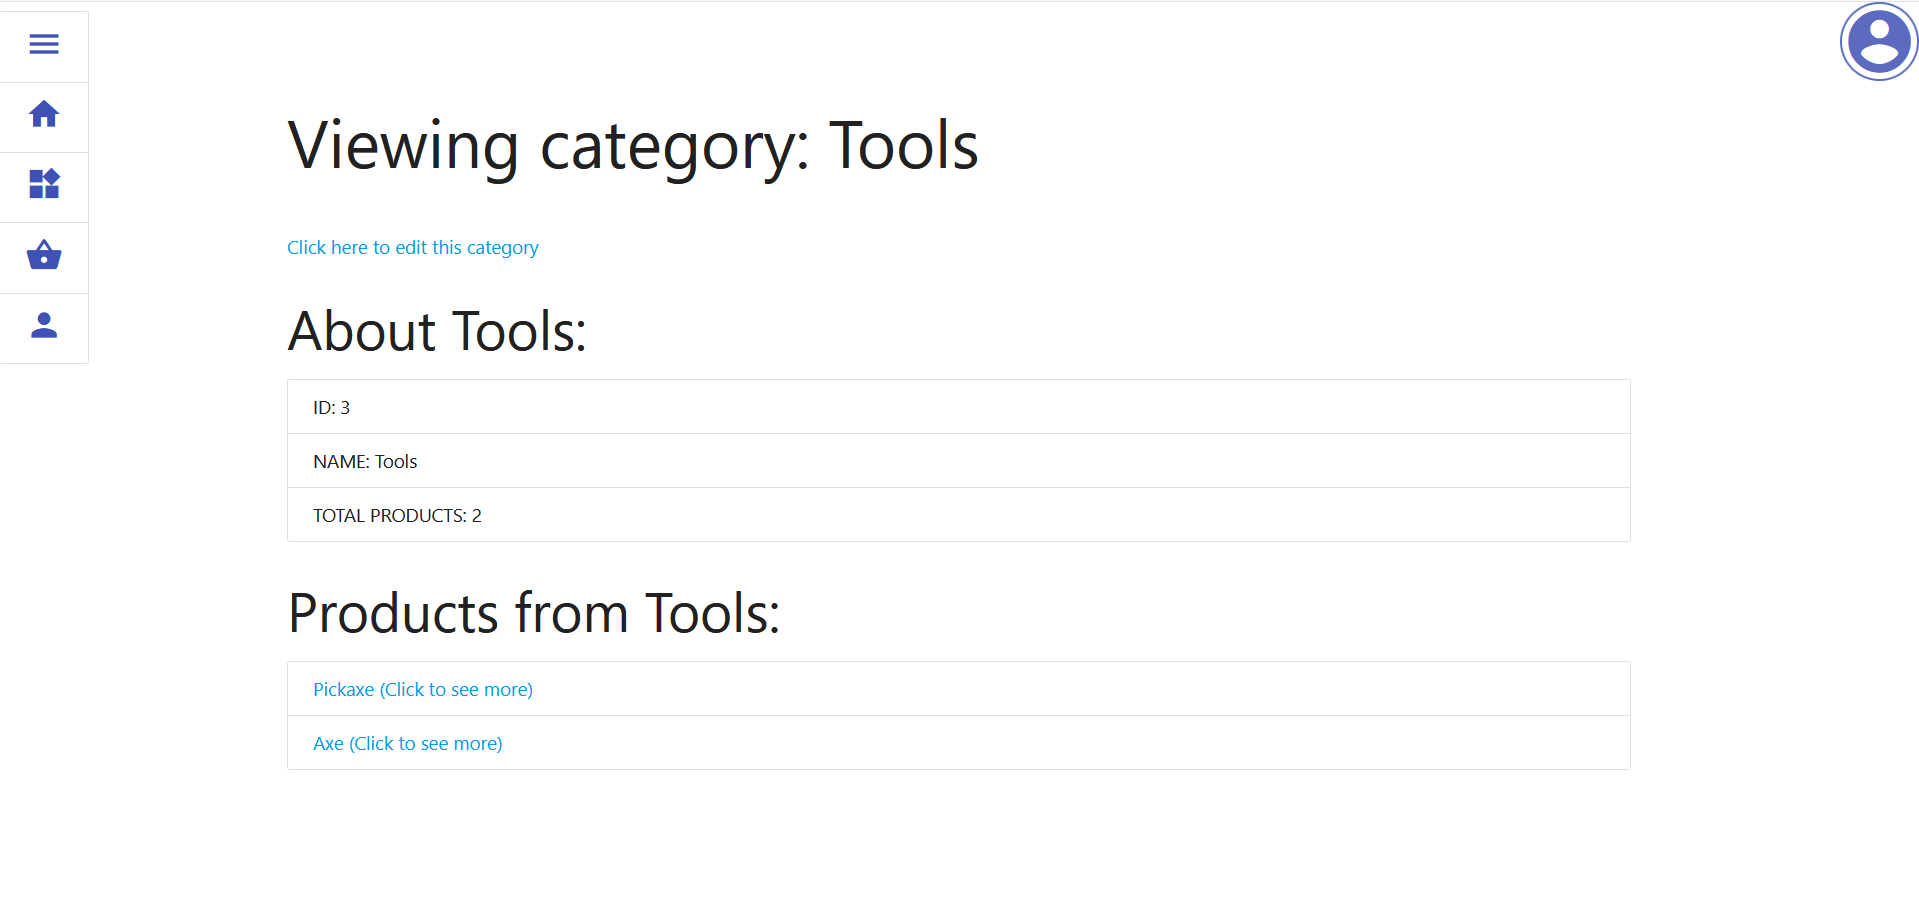 Viewing category: Tools
Click here to edit this category
About Tools:
ID: 3
NAME: Tools
TOTAL PRODUCTS: 2
Products from Tools:
Pickaxe (Click to see more)
Axe (Click to see more)